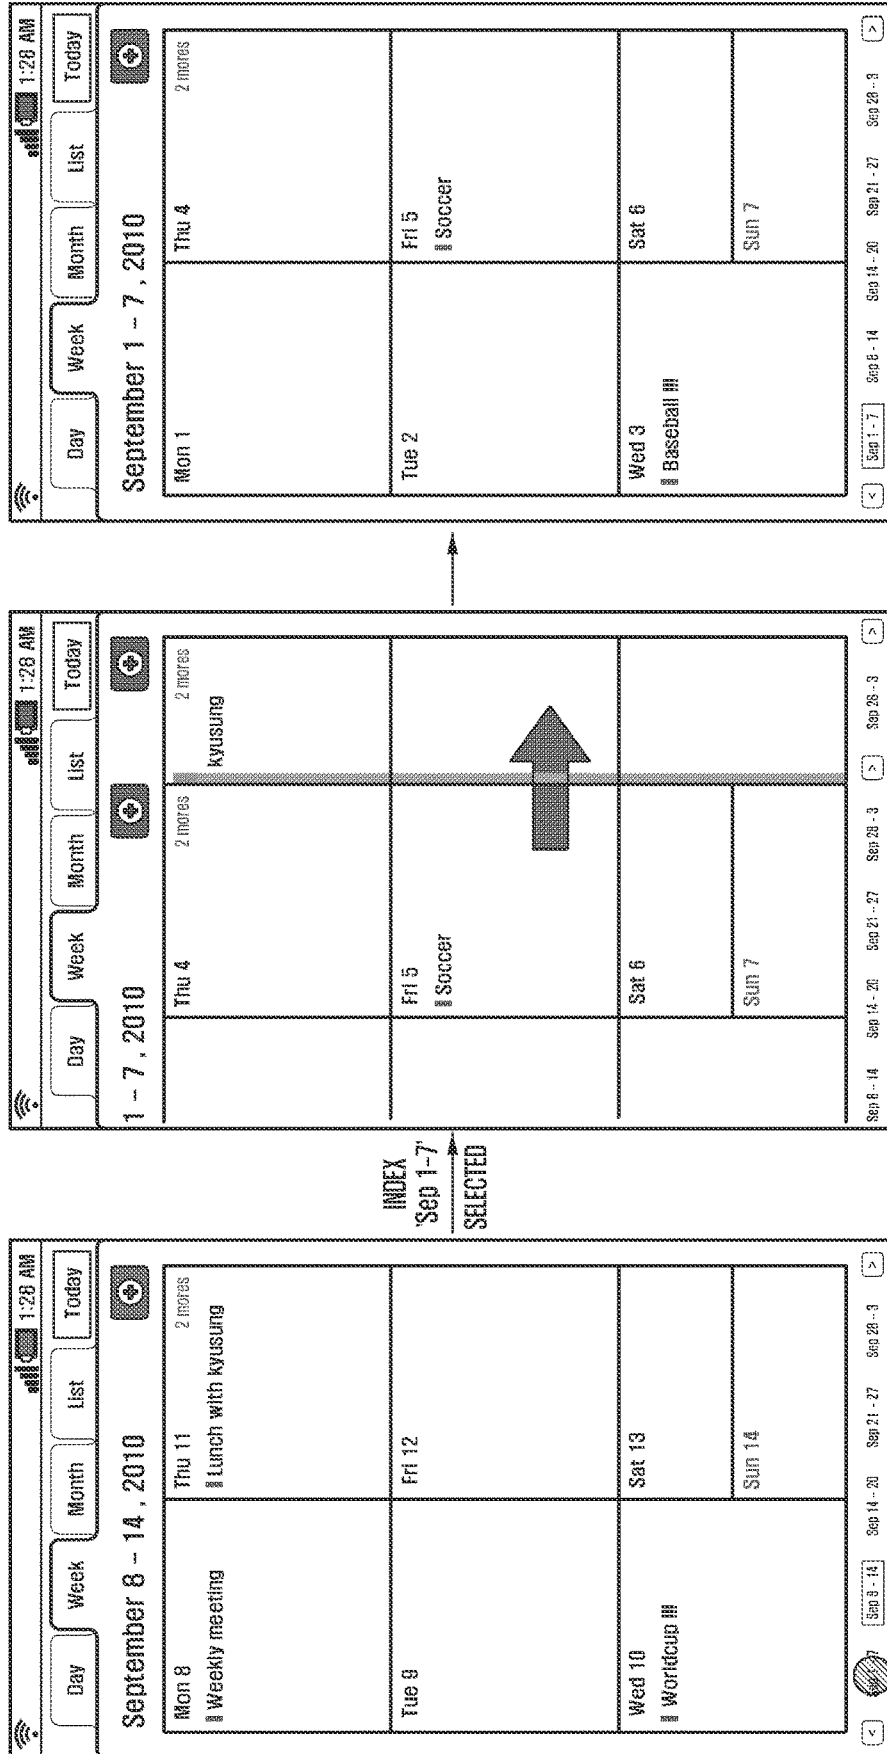 1:28 AM
Day Week Month List Today
September 8 – 14 , 2010
Mon 8
Weekly meeting
Thu 11 2 mores
Lunch with kyusung
Tue 9
Fri 12
Wed 10
Worldcup !!!
Sat 13
Sun 14
< Sep 8 - 14 Sep 14 - 20 Sep 21 - 27 Sep 28 - 3 >
INDEX
'Sep 1–7'
SELECTED
1:28 AM
Day Week Month List Today
1 – 7 , 2010
Thu 4 2 mores
2 mores
kyusung
Fri 5
Soccer
Sat 6
Sun 7
Sep 8 - 14 Sep 14 - 20 Sep 21 - 27 Sep 28 - 3 > Sep 28 - 3 >
1:28 AM
Day Week Month List Today
September 1 – 7 , 2010
Mon 1
Thu 4 2 mores
Tue 2
Fri 5
Soccer
Wed 3
Baseball !!!
Sat 6
Sun 7
< Sep 1 - 7 Sep 8 - 14 Sep 14 - 20 Sep 21 - 27 Sep 28 - 3 >